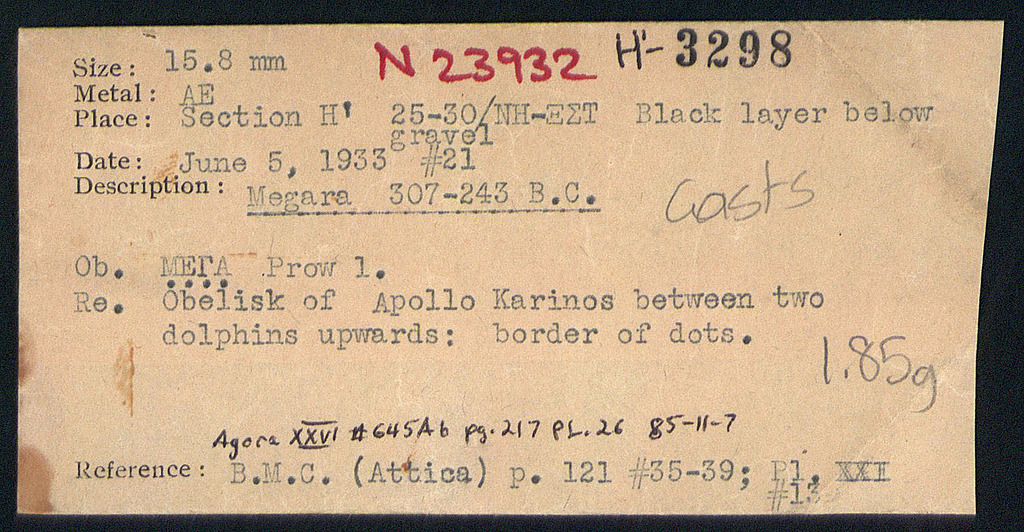 N 23932 H'-3298
Size: 15.8 mm
Metal: AE
Place: Section H' 25-30/ΝΗ-ΕΣΤ Black layer below
gravel
Date: June 5, 1933 #21
Description: Megara 307-243 B.C.
Casts
Ob. ΜΕΓΑ Prow l.
Re. Obelisk of Apollo Karinos between two
dolphins upwards: border of dots.
1.85g
Agora XXVI #645Ab pg.217 PL.26 85-11-7
Reference: B.M.C. (Attica) p. 121 #35-39; Pl. XXI
#13